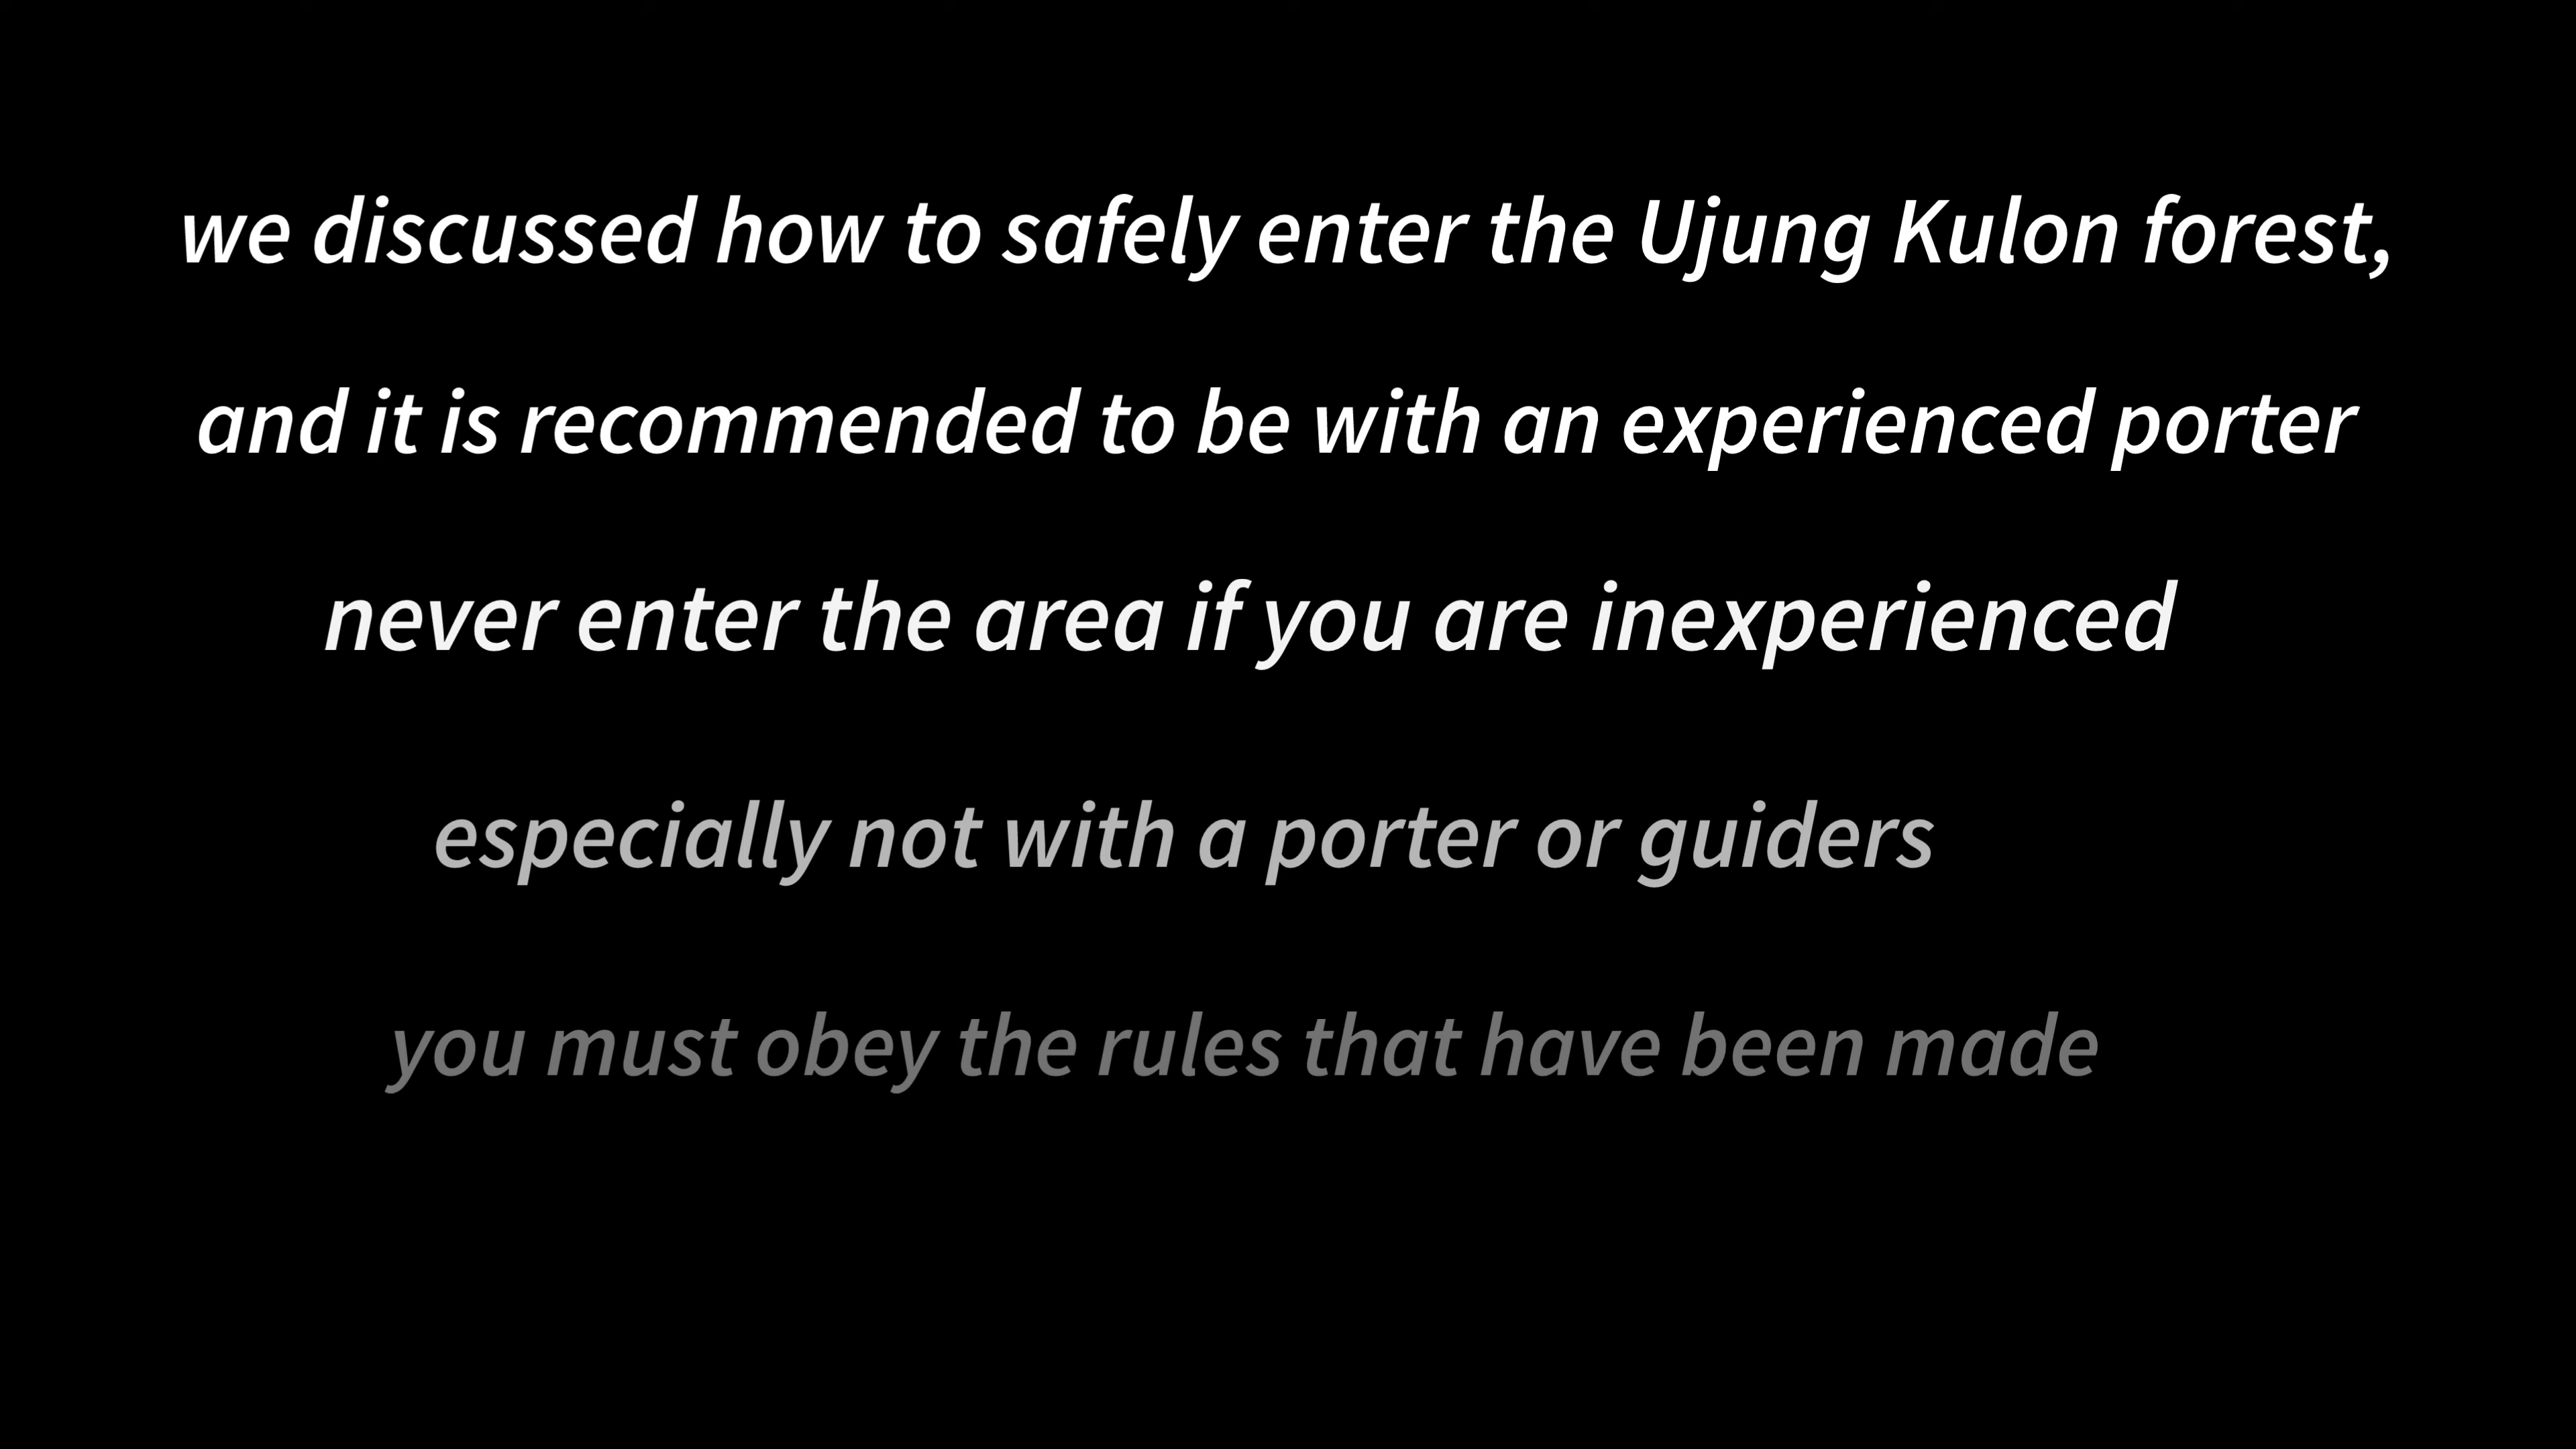 we discussed how to safely enter the Ujung Kulon forest,
and it is recommended to be with an experienced porter
never enter the area if you are inexperienced
especially not with a porter or guiders
you must obey the rules that have been made